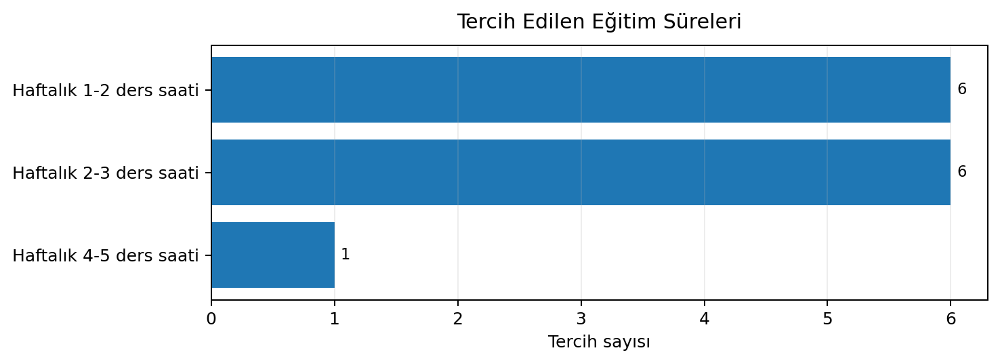 Tercih Edilen Eğitim Süreleri
Haftalık 1-2 ders saati
6
Haftalık 2-3 ders saati
6
Haftalık 4-5 ders saati
1
0 1 2 3 4 5 6
Tercih sayısı